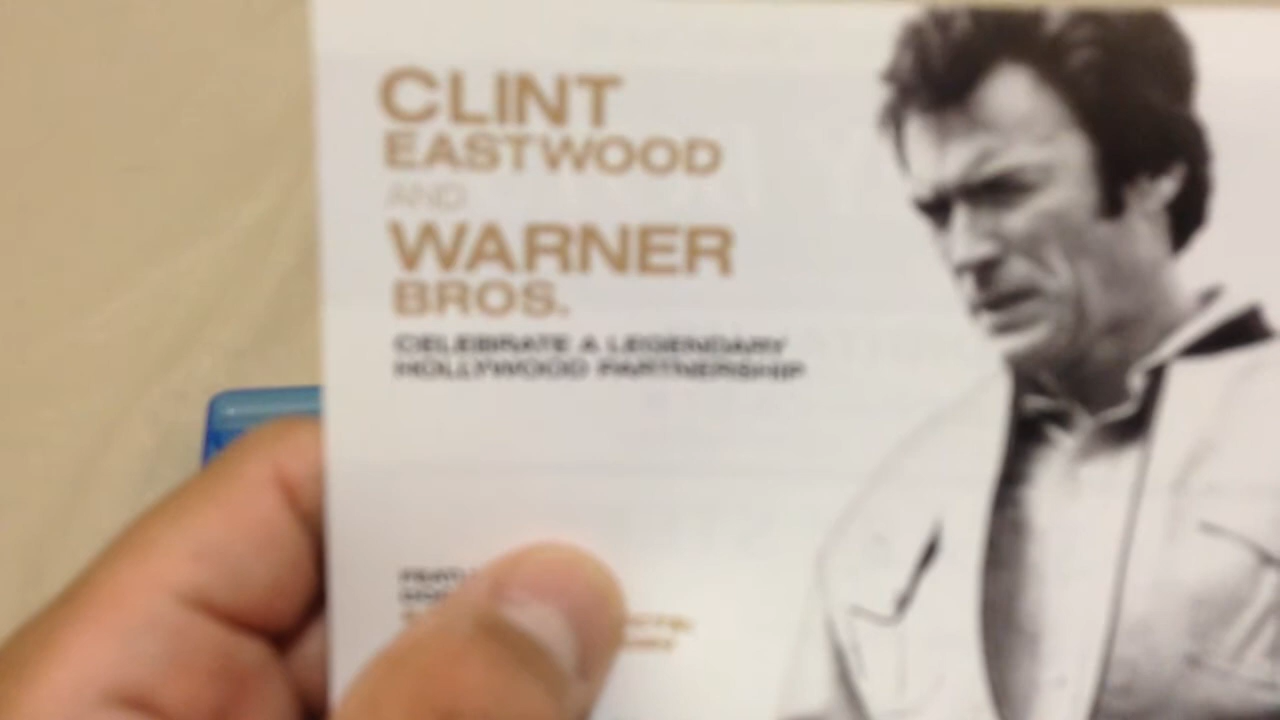 CLINT
EASTWOOD
AND
WARNER
BROS.
CELEBRATE A LEGENDARY
HOLLYWOOD PARTNERSHIP